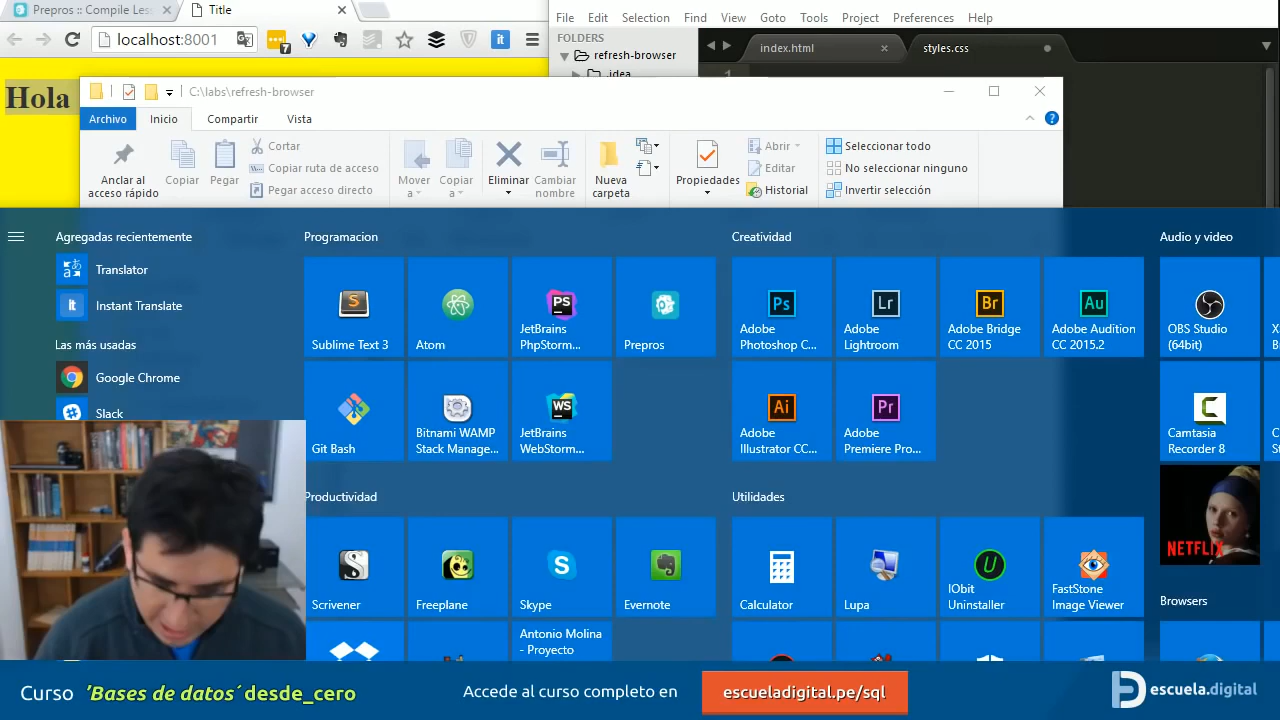 Prepros :: Compile Less
Title
localhost:8001
7
Hola
File Edit Selection Find View Goto Tools Project Preferences Help
FOLDERS
refresh-browser
.idea
index.html
styles.css
1
C:\labs\refresh-browser
Archivo Inicio Compartir Vista
Anclar al
acceso rápido
Copiar
Pegar
Cortar
Copiar ruta de acceso
Pegar acceso directo
Mover
a
Copiar
a
Eliminar
Cambiar
nombre
Nueva
carpeta
Propiedades
Abrir
Editar
Historial
Seleccionar todo
No seleccionar ninguno
Invertir selección
Agregadas recientemente
Translator
Instant Translate
Las más usadas
Google Chrome
Slack
Programacion
Sublime Text 3
Atom
JetBrains
PhpStorm...
Prepros
Git Bash
Bitnami WAMP
Stack Manage...
JetBrains
WebStorm...
Creatividad
Adobe
Photoshop C...
Adobe
Lightroom
Adobe Bridge
CC 2015
Adobe Audition
CC 2015.2
Adobe
Illustrator CC...
Adobe
Premiere Pro...
Audio y video
OBS Studio
(64bit)
Camtasia
Recorder 8
NETFLIX
Productividad
Scrivener
Freeplane
Skype
Evernote
Antonio Molina
- Proyecto
Utilidades
Calculator
Lupa
IObit
Uninstaller
FastStone
Image Viewer
Browsers
Curso 'Bases de datos´desde_cero
Accede al curso completo en
escueladigital.pe/sql
escuela.digital